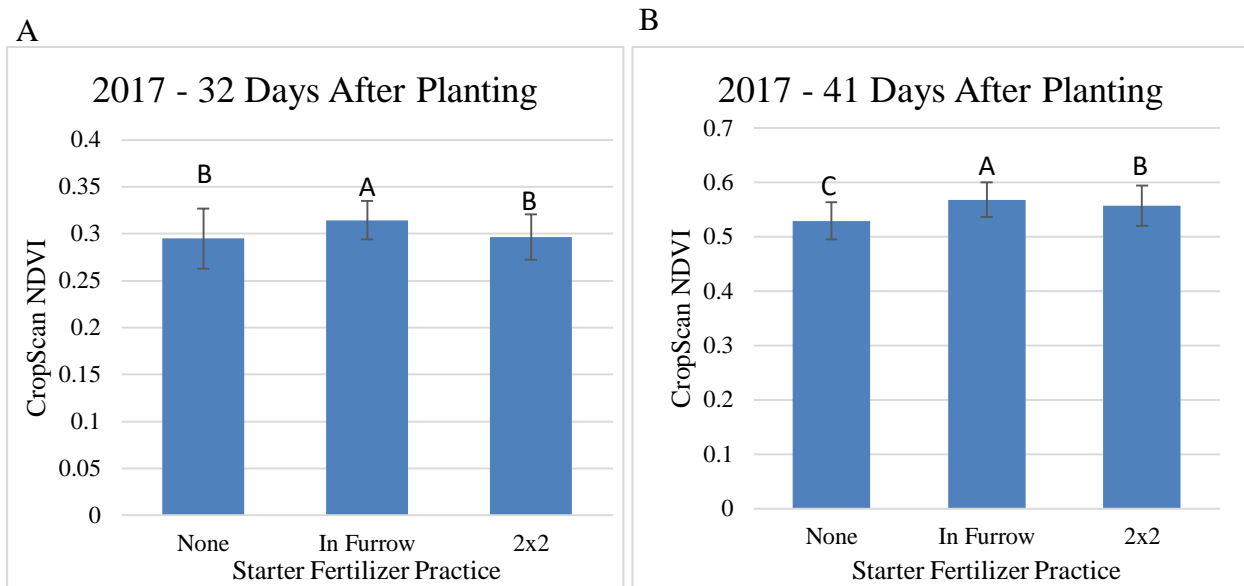 A
2017 - 32 Days After Planting
CropScan NDVI
0.4
0.35
0.3
0.25
0.2
0.15
0.1
0.05
0
B
A
B
None In Furrow 2x2
Starter Fertilizer Practice
B
2017 - 41 Days After Planting
CropScan NDVI
0.7
0.6
0.5
0.4
0.3
0.2
0.1
0
C
A
B
None In Furrow 2x2
Starter Fertilizer Practice